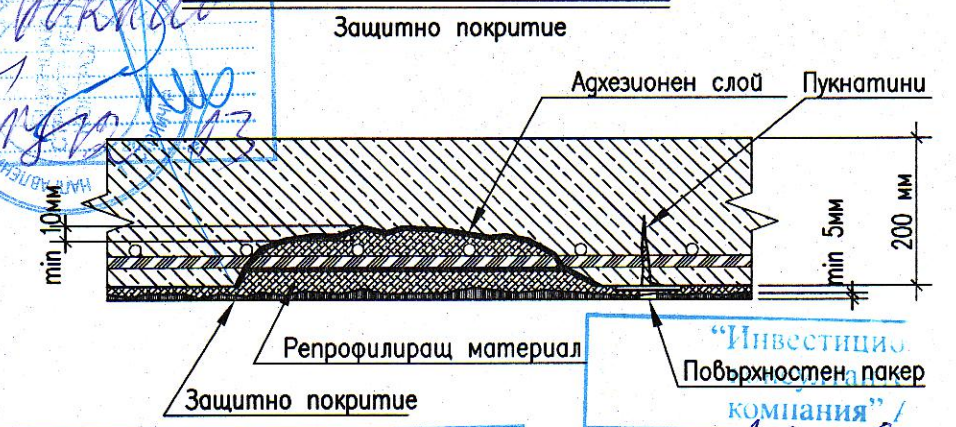 Защитно покритие
Адхезионен слой
Пукнатини
min 10мм
min 5мм
200 мм
Репрофилиращ материал
Повърхностен пакер
Защитно покритие
"Инвестицио
компания" /